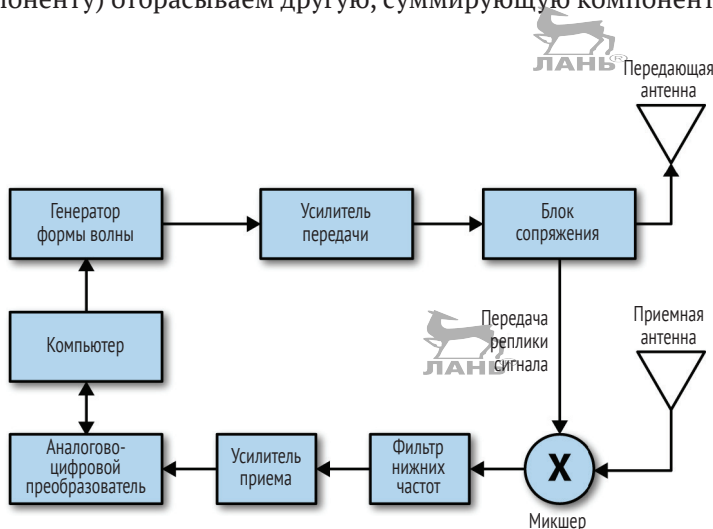 поненту) отбрасываем другую, суммирующую компонент
ЛАНЬ®
Передающая
антенна
Генератор
формы волны
Усилитель
передачи
Блок
сопряжения
Компьютер
Передача
реплики
сигнала
ЛАНЬ
Приемная
антенна
Аналогово-
цифровой
преобразователь
Усилитель
приема
Фильтр
нижних
частот
X
Микшер